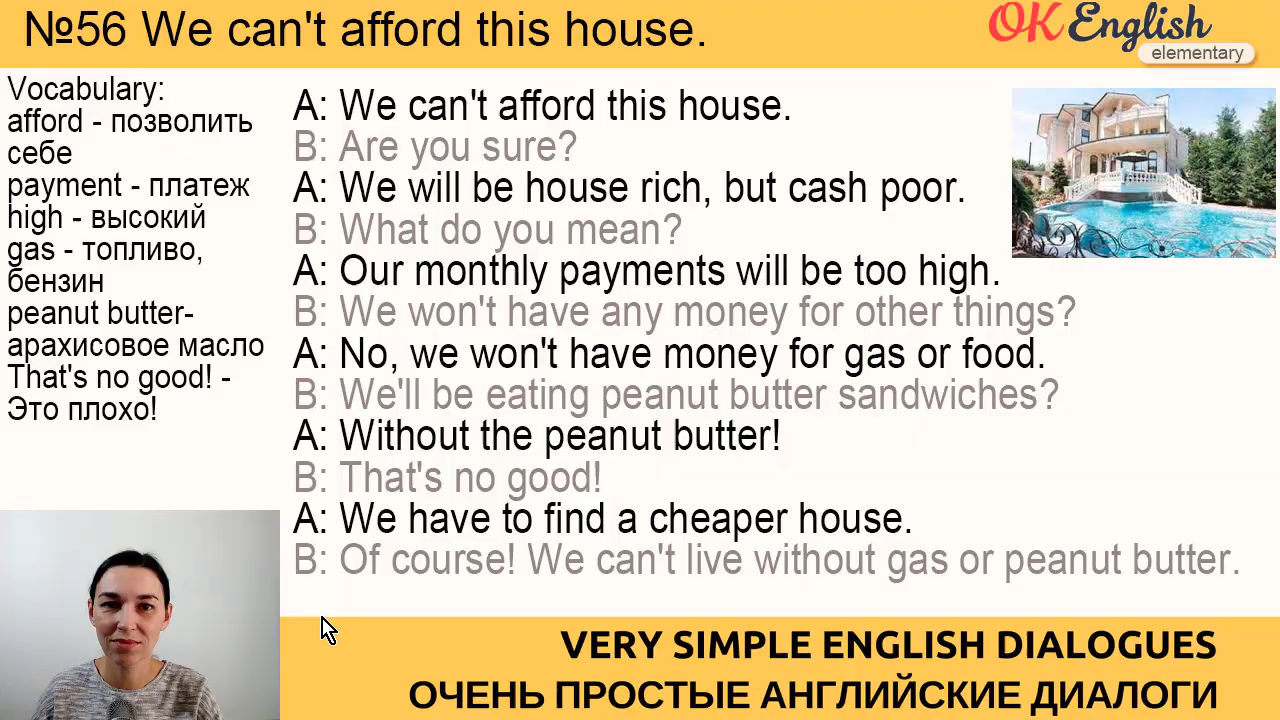 №56 We can't afford this house.
OK English
elementary
Vocabulary:
afford - позволить
себе
payment - платеж
high - высокий
gas - топливо,
бензин
peanut butter-
арахисовое масло
That's no good! -
Это плохо!
A: We can't afford this house.
B: Are you sure?
A: We will be house rich, but cash poor.
B: What do you mean?
A: Our monthly payments will be too high.
B: We won't have any money for other things?
A: No, we won't have money for gas or food.
B: We'll be eating peanut butter sandwiches?
A: Without the peanut butter!
B: That's no good!
A: We have to find a cheaper house.
B: Of course! We can't live without gas or peanut butter.
VERY SIMPLE ENGLISH DIALOGUES
ОЧЕНЬ ПРОСТЫЕ АНГЛИЙСКИЕ ДИАЛОГИ